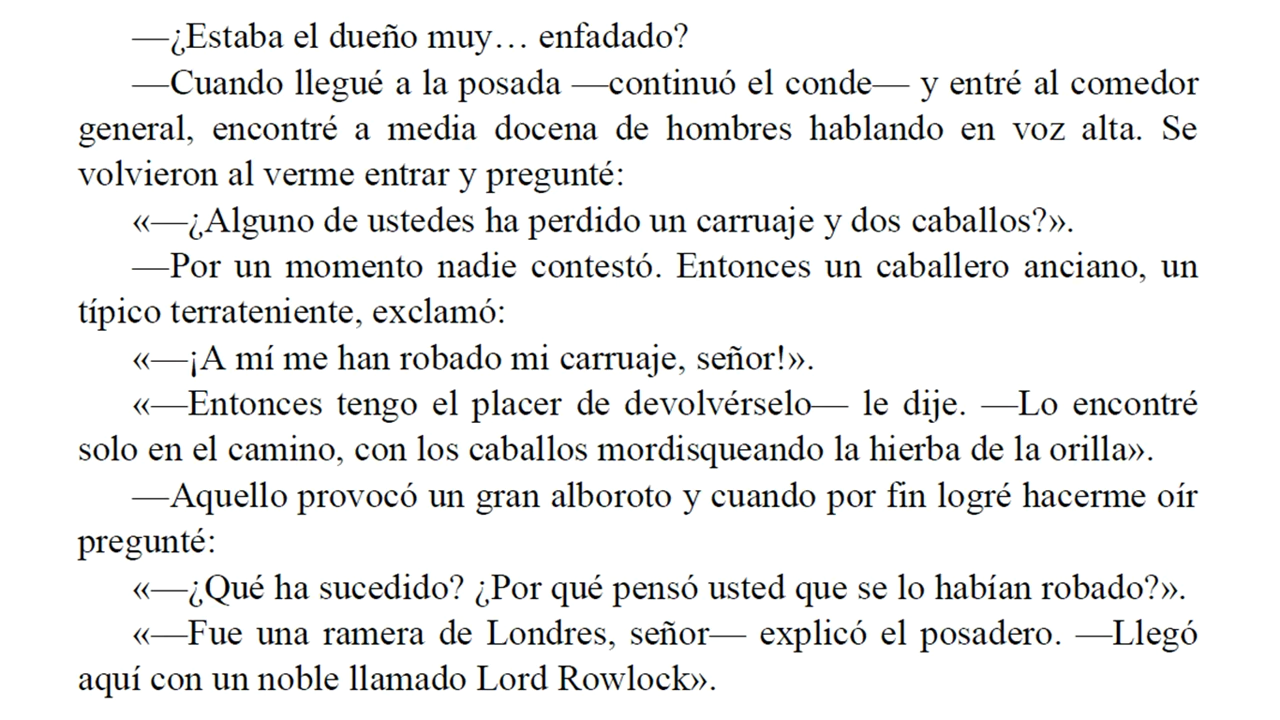 —¿Estaba el dueño muy… enfadado?
—Cuando llegué a la posada —continuó el conde— y entré al comedor
general, encontré a media docena de hombres hablando en voz alta. Se
volvieron al verme entrar y pregunté:
«—¿Alguno de ustedes ha perdido un carruaje y dos caballos?».
—Por un momento nadie contestó. Entonces un caballero anciano, un
típico terrateniente, exclamó:
«—¡A mí me han robado mi carruaje, señor!».
«—Entonces tengo el placer de devolvérselo— le dije. —Lo encontré
solo en el camino, con los caballos mordisqueando la hierba de la orilla».
—Aquello provocó un gran alboroto y cuando por fin logré hacerme oír
pregunté:
«—¿Qué ha sucedido? ¿Por qué pensó usted que se lo habían robado?».
«—Fue una ramera de Londres, señor— explicó el posadero. —Llegó
aquí con un noble llamado Lord Rowlock».